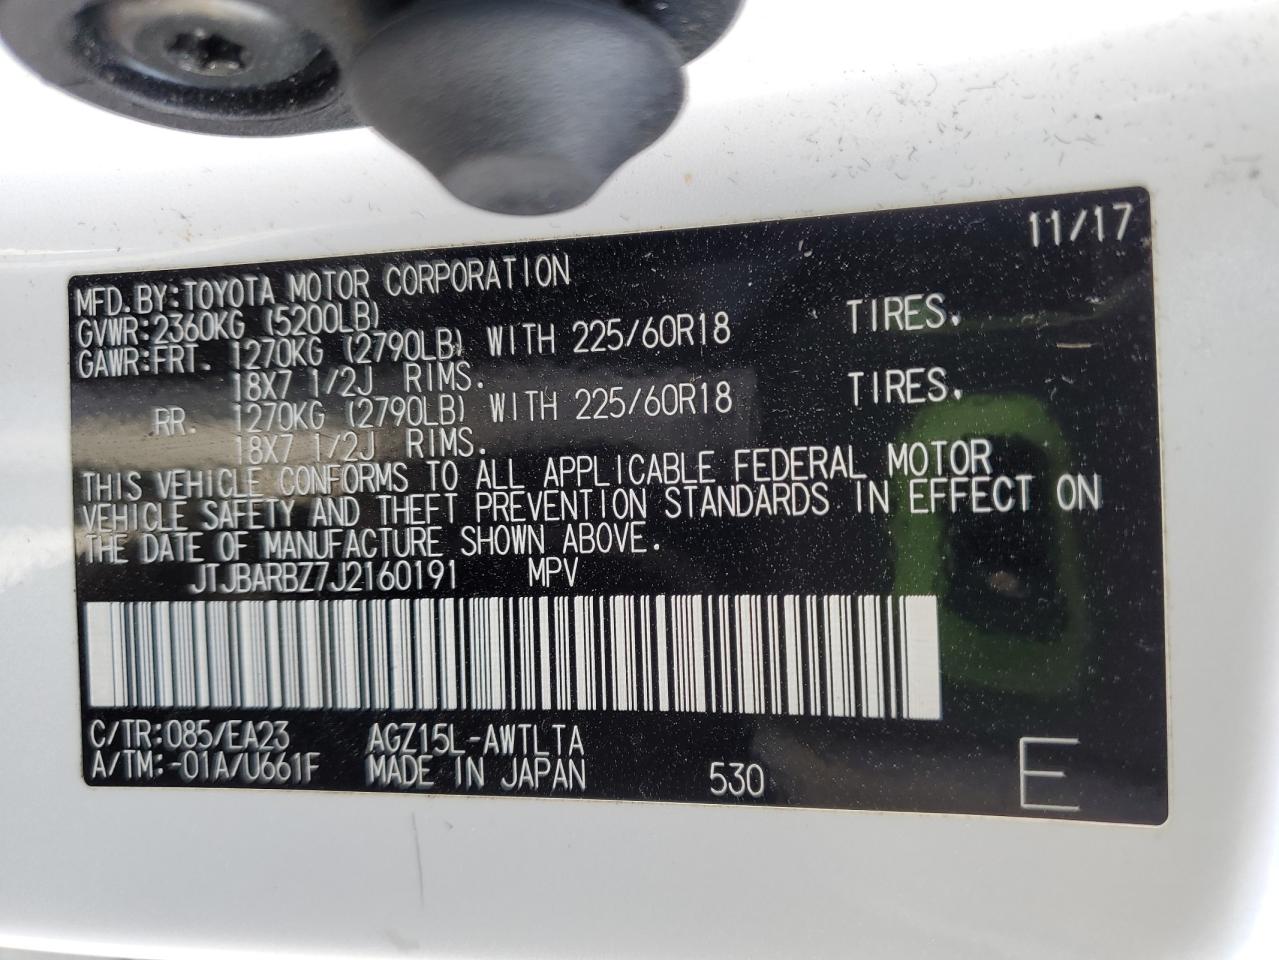 11/17
MFD.BY:TOYOTA MOTOR CORPORATION
GVWR:2360KG (5200LB)
GAWR:FRT. 1270KG (2790LB) WITH 225/60R18 TIRES.
18X7 1/2J RIMS.
RR. 1270KG (2790LB) WITH 225/60R18 TIRES.
18X7 1/2J RIMS.
THIS VEHICLE CONFORMS TO ALL APPLICABLE FEDERAL MOTOR
VEHICLE SAFETY AND THEFT PREVENTION STANDARDS IN EFFECT ON
THE DATE OF MANUFACTURE SHOWN ABOVE.
JTJBARBZ7J2160191 MPV
C/TR:085/EA23 AGZ15L-AWTLTA
A/TM:-01A/U661F MADE IN JAPAN 530 E